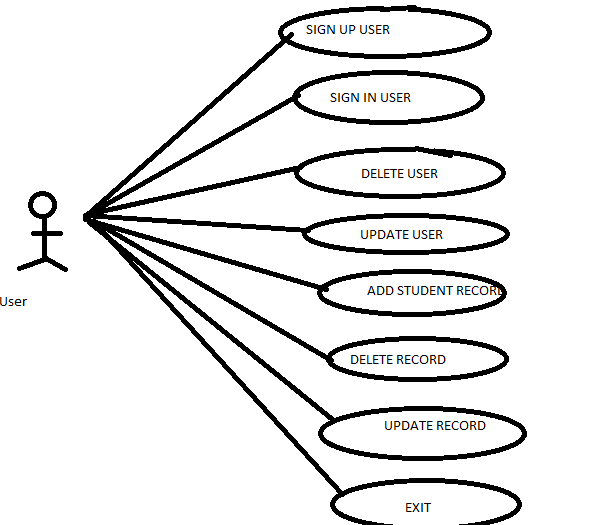 SIGN UP USER
SIGN IN USER
DELETE USER
UPDATE USER
ADD STUDENT RECORD
User
DELETE RECORD
UPDATE RECORD
EXIT